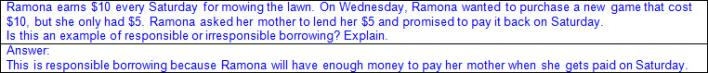 Ramona earns $10 every Saturday for mowing the lawn. On Wednesday, Ramona wanted to purchase a new game that cost
$10, but she only had $5. Ramona asked her mother to lend her $5 and promised to pay it back on Saturday.
Is this an example of responsible or irresponsible borrowing? Explain.
Answer:
This is responsible borrowing because Ramona will have enough money to pay her mother when she gets paid on Saturday.